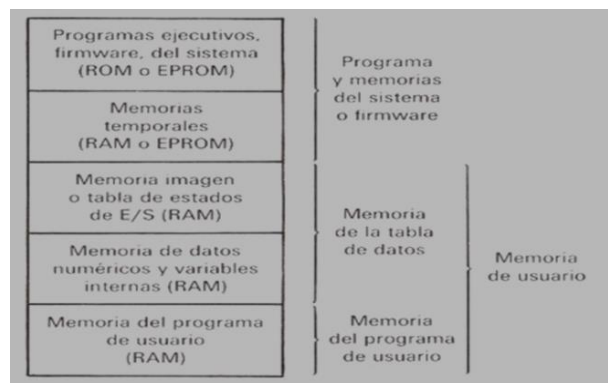 Programas ejecutivos,
firmware, del sistema
(ROM o EPROM)
Memorias
temporales
(RAM o EPROM)
Memoria imagen
o tabla de estados
de E/S (RAM)
Memoria de datos
numéricos y variables
internas (RAM)
Memoria del programa
de usuario
(RAM)
Programa
y memorias
del sistema
o firmware
Memoria
de la tabla
de datos
Memoria
del programa
de usuario
Memoria
de usuario